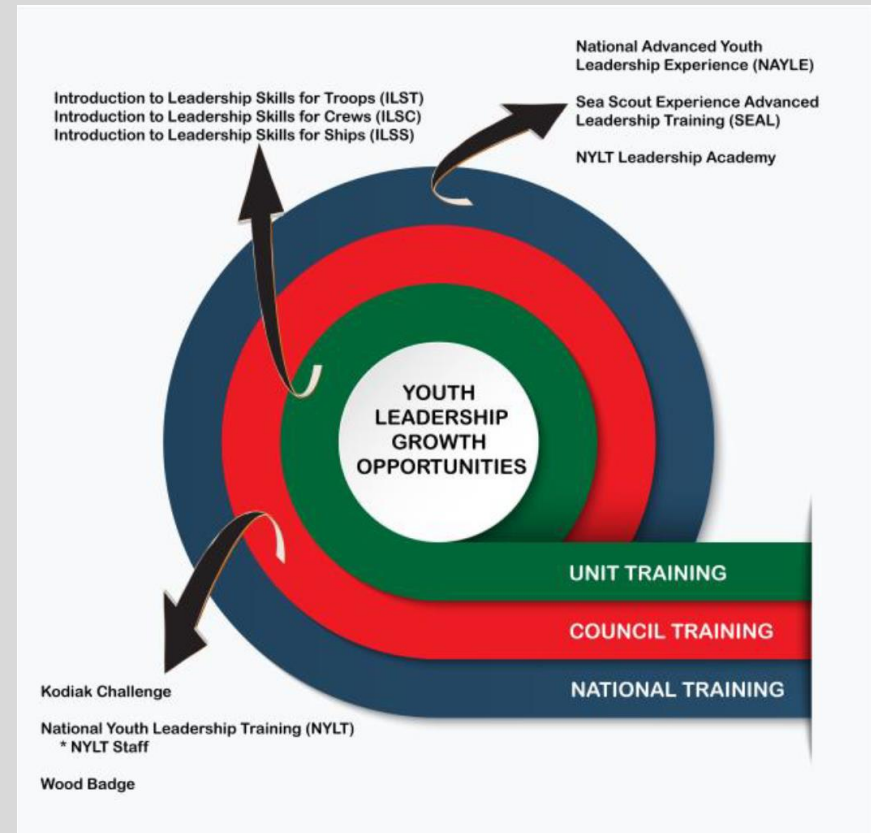 National Advanced Youth
Leadership Experience (NAYLE)
Sea Scout Experience Advanced
Leadership Training (SEAL)
NYLT Leadership Academy
Introduction to Leadership Skills for Troops (ILST)
Introduction to Leadership Skills for Crews (ILSC)
Introduction to Leadership Skills for Ships (ILSS)
YOUTH
LEADERSHIP
GROWTH
OPPORTUNITIES
UNIT TRAINING
COUNCIL TRAINING
NATIONAL TRAINING
Kodiak Challenge
National Youth Leadership Training (NYLT)
* NYLT Staff
Wood Badge